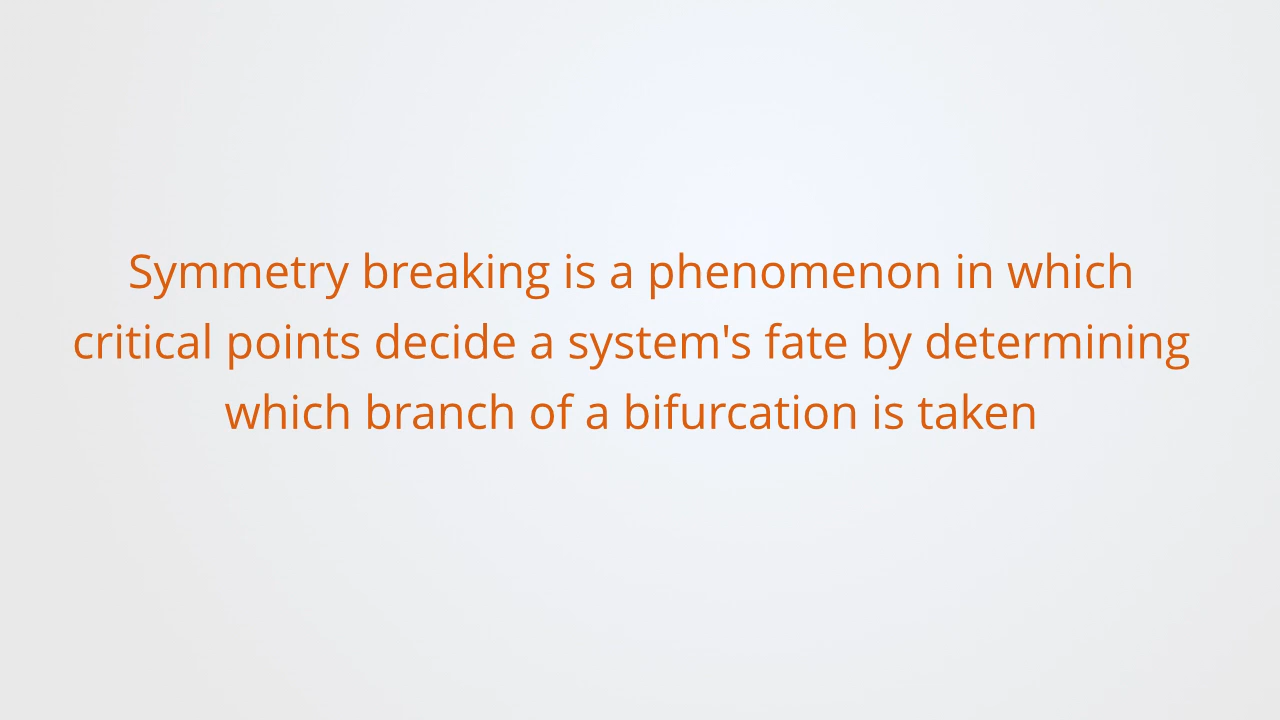 Symmetry breaking is a phenomenon in which
critical points decide a system's fate by determining
which branch of a bifurcation is taken